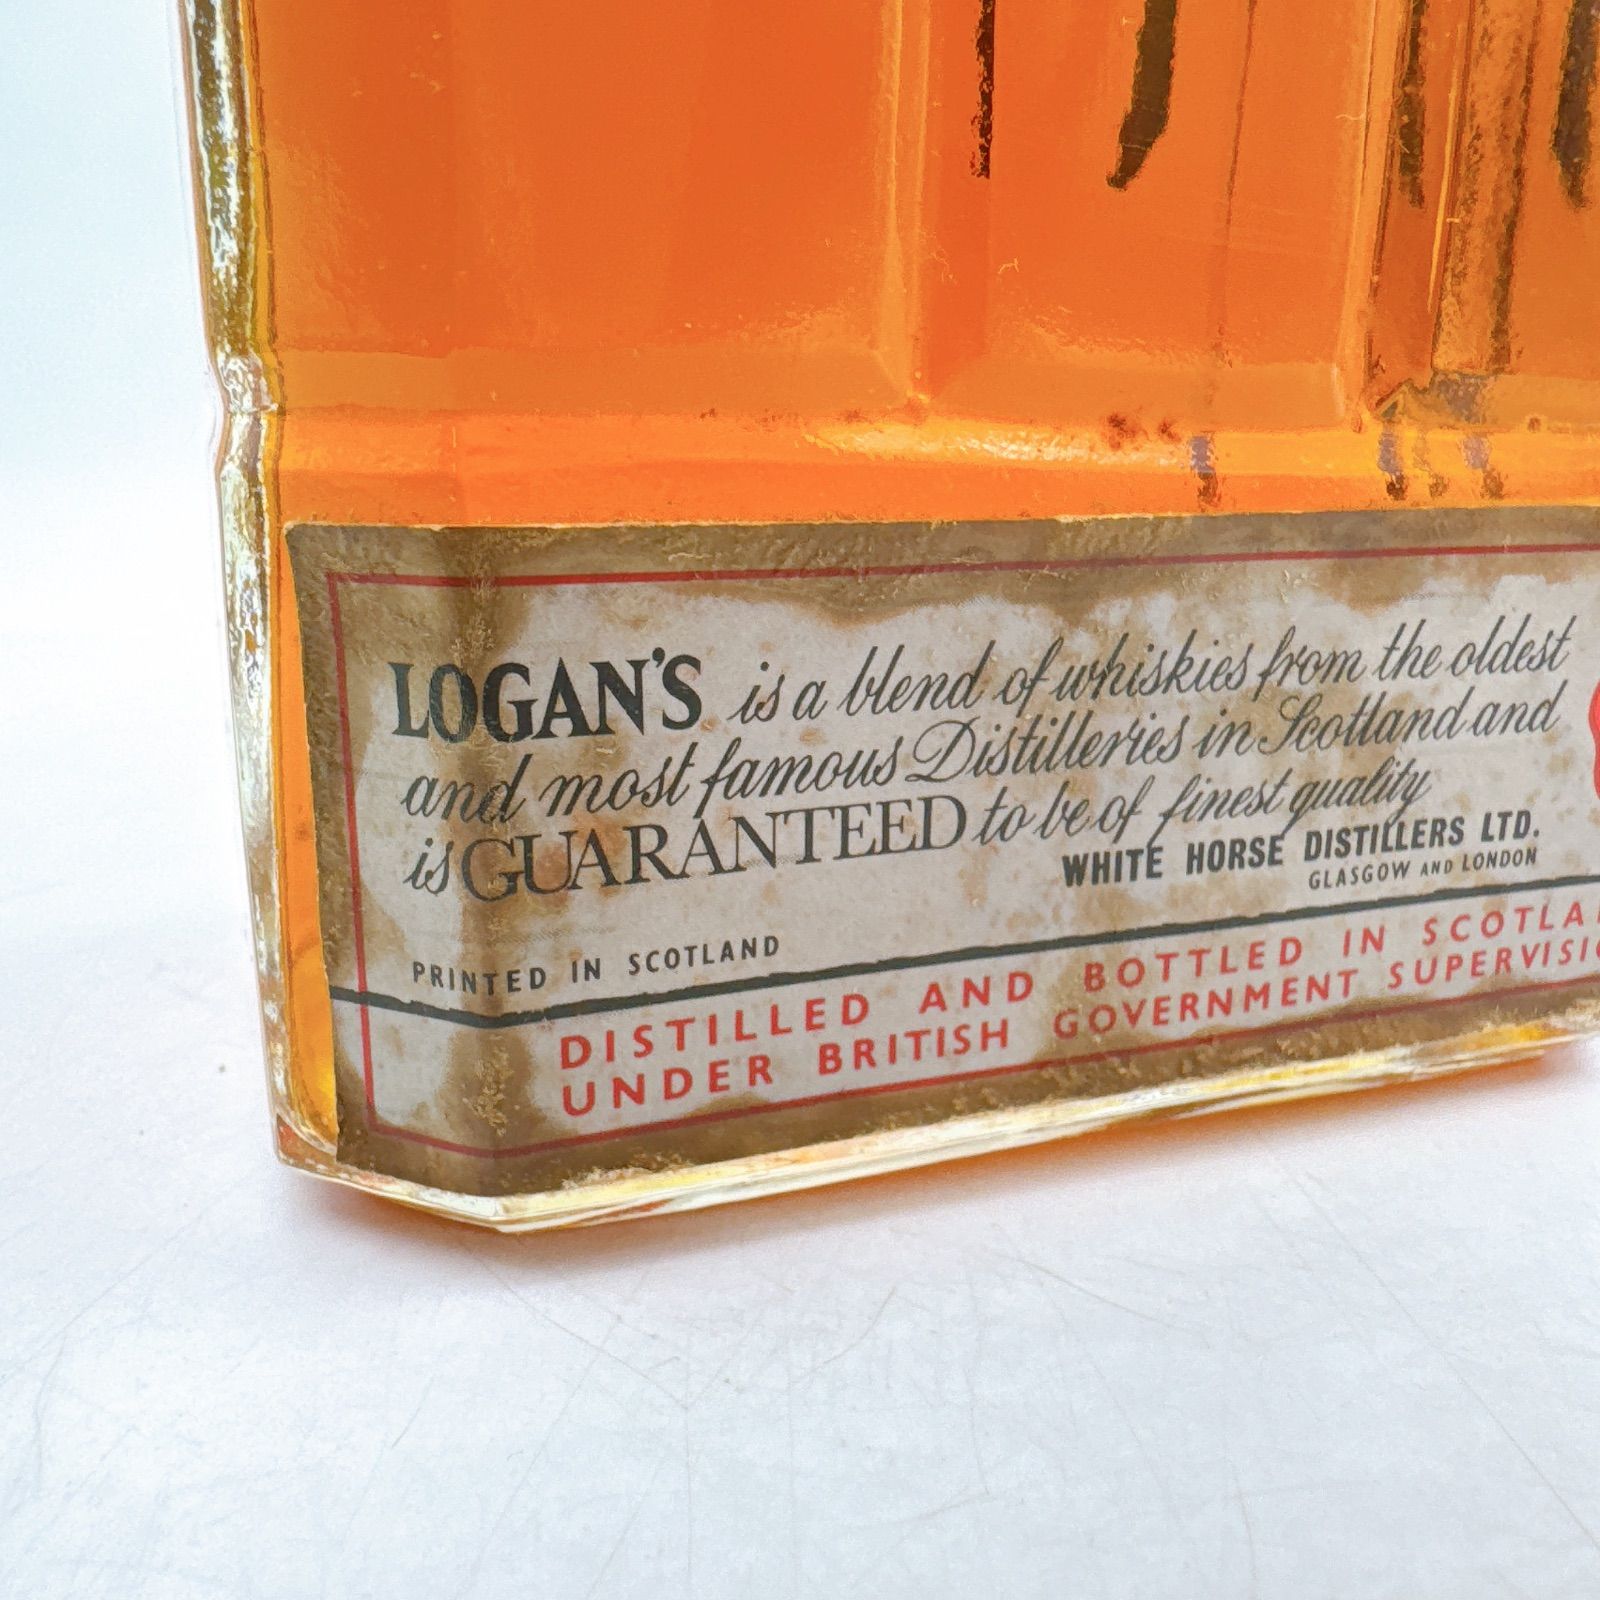 LOGAN'S is a blend of whiskies from the oldest
and most famous Distilleries in Scotland and
is GUARANTEED to be of finest quality
WHITE HORSE DISTILLERS LTD.
GLASGOW AND LONDON
PRINTED IN SCOTLAND
DISTILLED AND BOTTLED IN
UNDER BRITISH GOVERNMENT